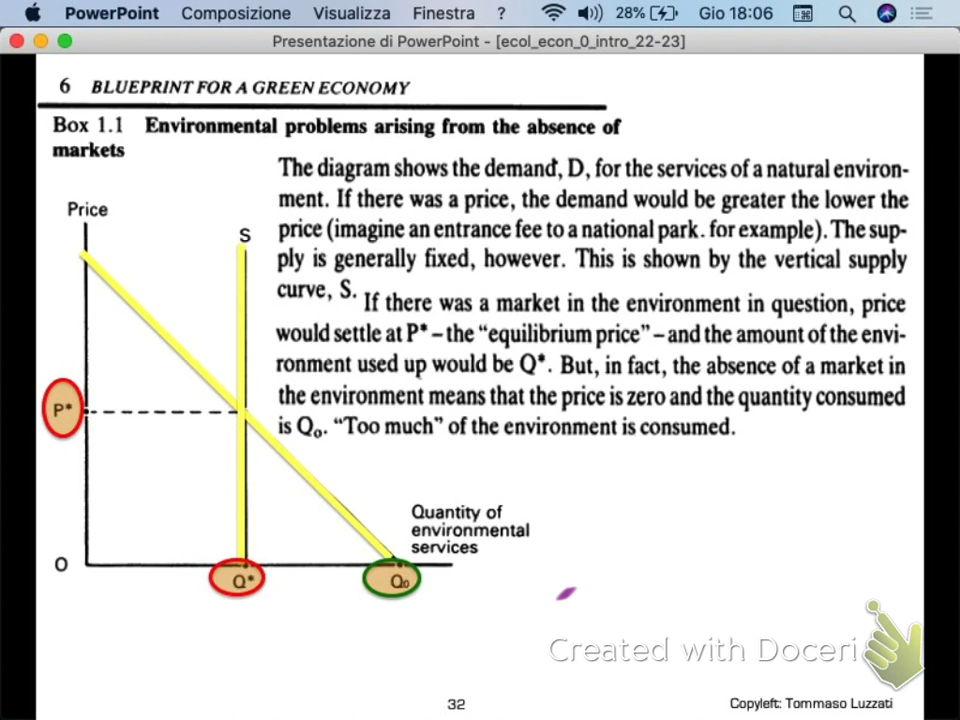 PowerPoint Composizione Visualizza Finestra ? 28% Gio 18:06
Presentazione di PowerPoint - [ecol_econ_0_intro_22-23]
6 BLUEPRINT FOR A GREEN ECONOMY
Box 1.1 Environmental problems arising from the absence of
markets
The diagram shows the demand, D, for the services of a natural environ-
ment. If there was a price, the demand would be greater the lower the
price (imagine an entrance fee to a national park. for example). The sup-
ply is generally fixed, however. This is shown by the vertical supply
curve, S.
If there was a market in the environment in question, price
would settle at P* – the “equilibrium price” – and the amount of the envi-
ronment used up would be Q*. But, in fact, the absence of a market in
the environment means that the price is zero and the quantity consumed
is Q₀. “Too much” of the environment is consumed.
Price
S
P*
Quantity of
environmental
services
O
Q*
Q₀
Created with Doceri
32
Copyleft: Tommaso Luzzati